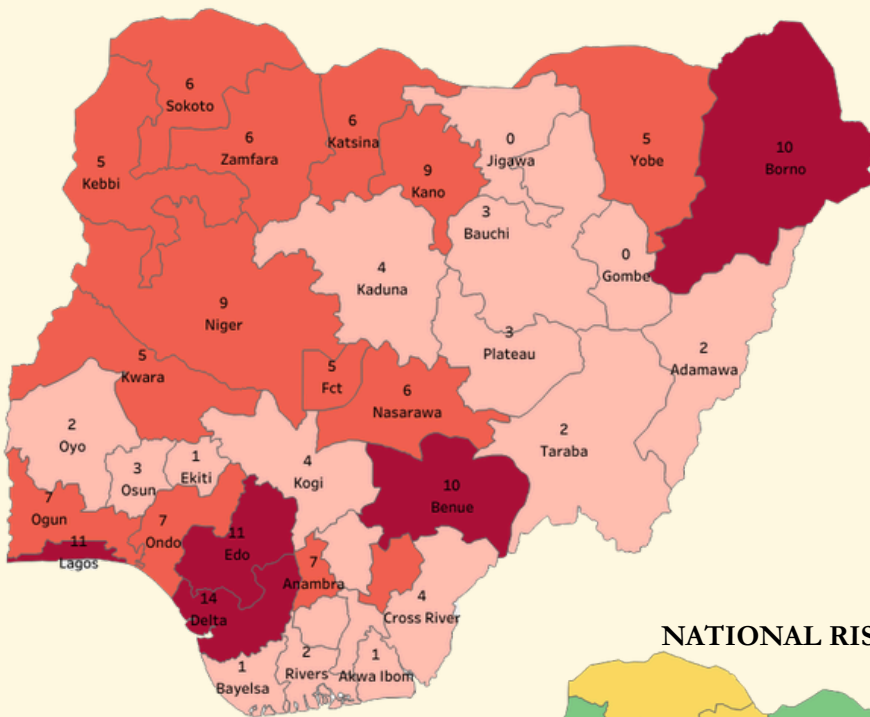 6
Sokoto
6
Zamfara
6
Katsina
5
Kebbi
9
Kano
0
Jigawa
5
Yobe
10
Borno
3
Bauchi
0
Gombe
4
Kaduna
9
Niger
3
Plateau
2
Adamawa
5
Kwara
5
Fct
6
Nasarawa
2
Taraba
2
Oyo
3
Osun
1
Ekiti
4
Kogi
10
Benue
7
Ogun
7
Ondo
11
Edo
11
Lagos
7
Anambra
14
Delta
4
Cross River
1
Bayelsa
2
Rivers
1
Akwa Ibom
NATIONAL RIS